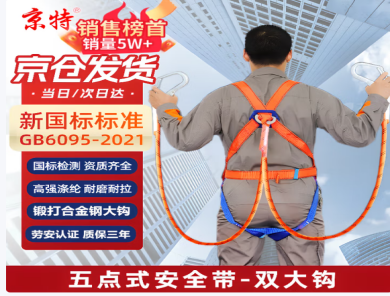 京特
销售榜首
销量5W+
京仓发货
· 当日/次日达 ·
新国标标准
GB6095-2021
国标检测 资质齐全
高强涤纶 耐磨耐拉
锻打合金钢大钩
劳安认证 质保三年
五点式安全带-双大钩